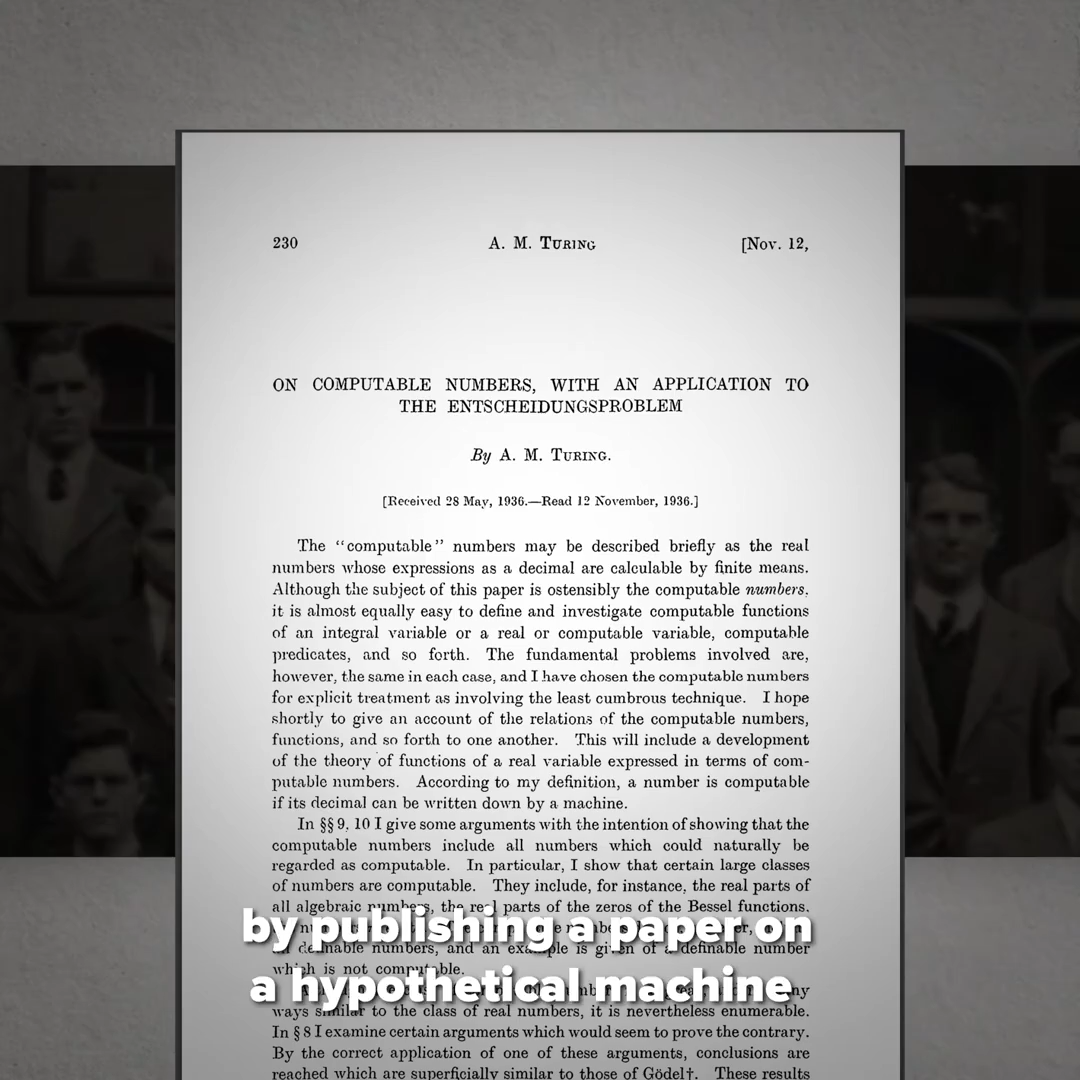 230 A. M. TURING [Nov. 12,
ON COMPUTABLE NUMBERS, WITH AN APPLICATION TO
THE ENTSCHEIDUNGSPROBLEM
By A. M. TURING.
[Received 28 May, 1936.—Read 12 November, 1936.]
The “computable” numbers may be described briefly as the real
numbers whose expressions as a decimal are calculable by finite means.
Although the subject of this paper is ostensibly the computable numbers,
it is almost equally easy to define and investigate computable functions
of an integral variable or a real or computable variable, computable
predicates, and so forth. The fundamental problems involved are,
however, the same in each case, and I have chosen the computable numbers
for explicit treatment as involving the least cumbrous technique. I hope
shortly to give an account of the relations of the computable numbers,
functions, and so forth to one another. This will include a development
of the theory of functions of a real variable expressed in terms of com-
putable numbers. According to my definition, a number is computable
if its decimal can be written down by a machine.
In §§ 9, 10 I give some arguments with the intention of showing that the
computable numbers include all numbers which could naturally be
regarded as computable. In particular, I show that certain large classes
of numbers are computable. They include, for instance, the real parts of
all algebraic numbers, the real parts of the zeros of the Bessel functions,
by publishing a paper on
definable numbers, and an example is given of a definable number
which is not computable.
a hypothetical machine
ways similar to the class of real numbers, it is nevertheless enumerable.
In § 8 I examine certain arguments which would seem to prove the contrary.
By the correct application of one of these arguments, conclusions are
reached which are superficially similar to those of Gödel†. These results